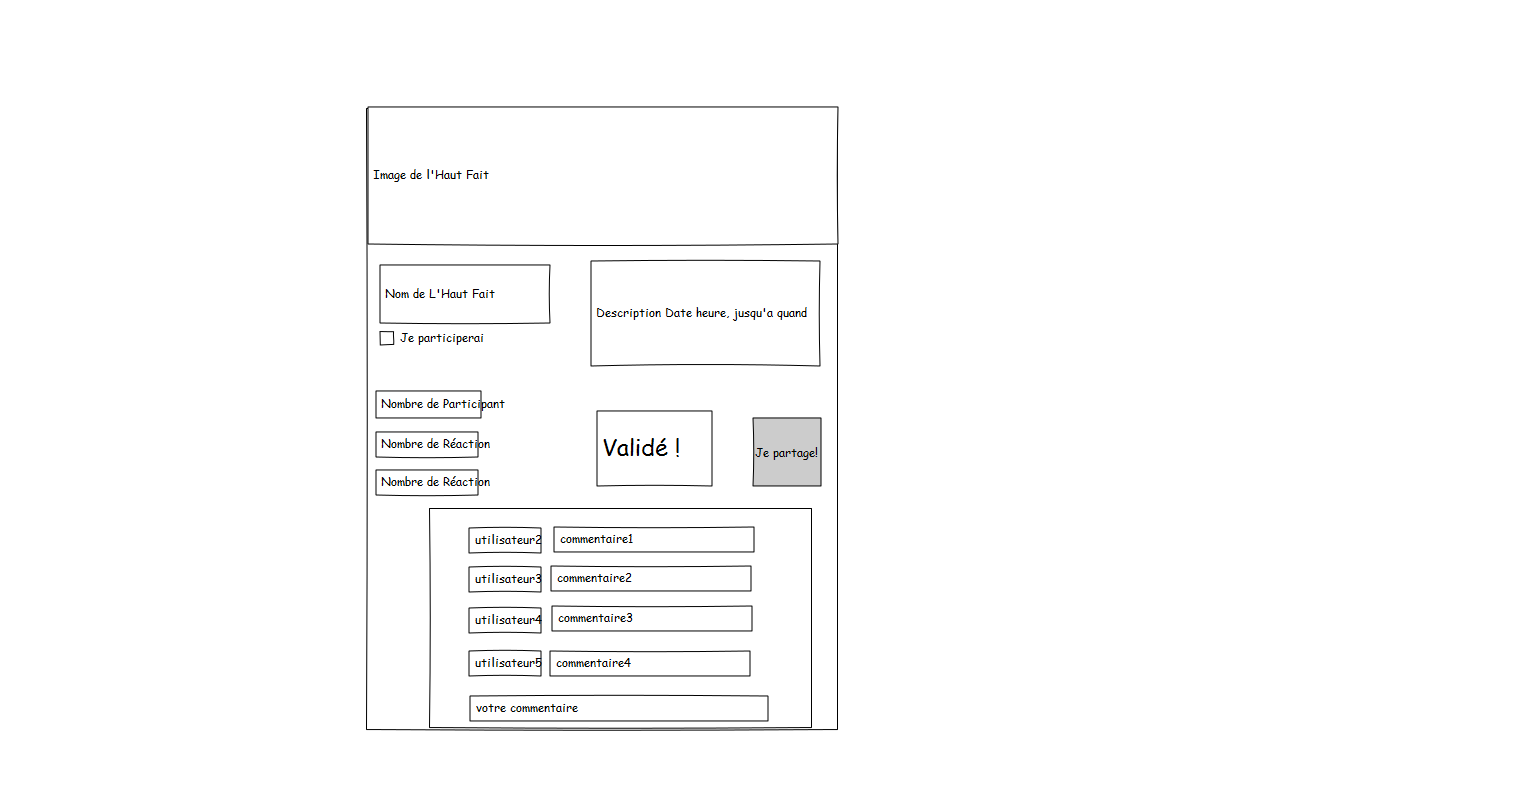 Image de l'Haut Fait
Nom de L'Haut Fait
Description Date heure, jusqu'a quand
Je participerai
Nombre de Participant
Nombre de Réaction
Nombre de Réaction
Validé !
Je partage!
utilisateur2 commentaire1
utilisateur3 commentaire2
utilisateur4 commentaire3
utilisateur5 commentaire4
votre commentaire